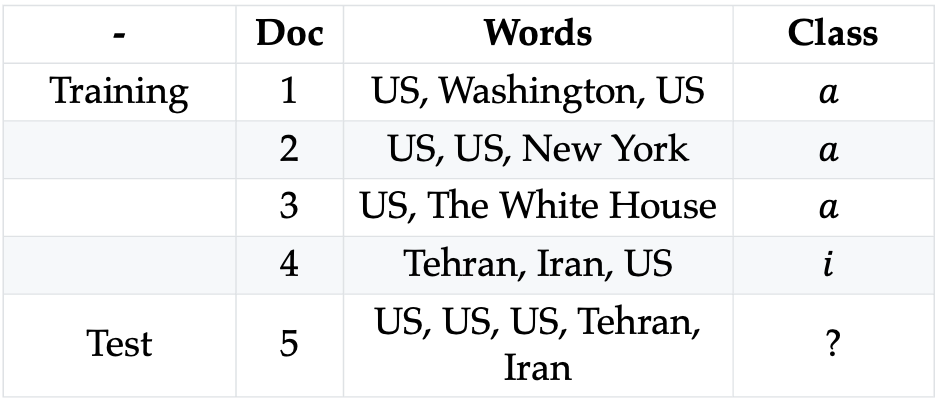 - Doc Words Class
Training 1 US, Washington, US a
2 US, US, New York a
3 US, The White House a
4 Tehran, Iran, US i
Test 5 US, US, US, Tehran, ?
Iran